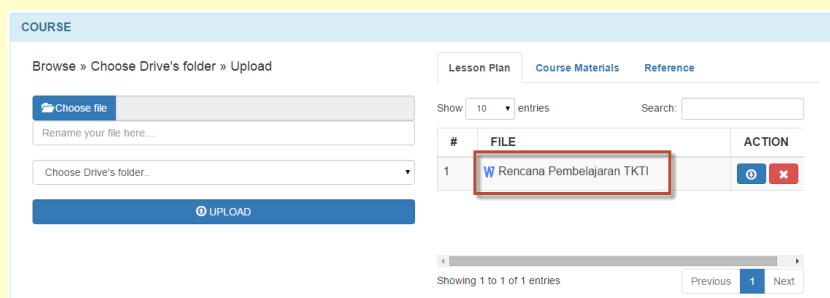 COURSE
Browse » Choose Drive's folder » Upload
Choose file
Rename your file here....
Choose Drive's folder..
UPLOAD
Lesson Plan Course Materials Reference
Show 10 entries Search:
# FILE ACTION
1 Rencana Pembelajaran TKTI
Showing 1 to 1 of 1 entries
Previous 1 Next